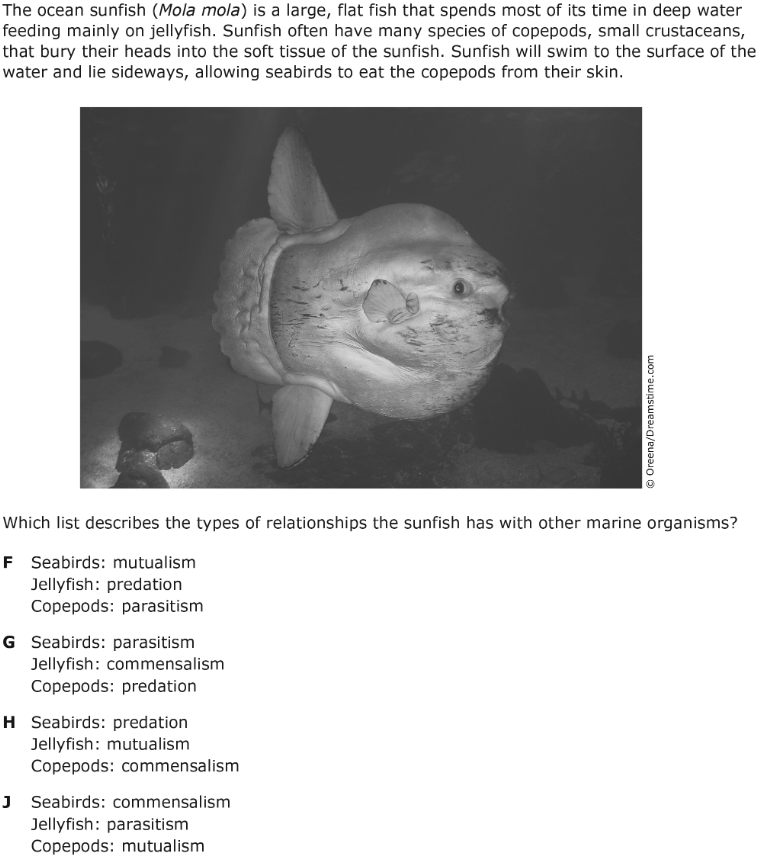 The ocean sunfish (Mola mola) is a large, flat fish that spends most of its time in deep water
feeding mainly on jellyfish. Sunfish often have many species of copepods, small crustaceans,
that bury their heads into the soft tissue of the sunfish. Sunfish will swim to the surface of the
water and lie sideways, allowing seabirds to eat the copepods from their skin.
© Oreena/Dreamstime.com
Which list describes the types of relationships the sunfish has with other marine organisms?
F Seabirds: mutualism
Jellyfish: predation
Copepods: parasitism
G Seabirds: parasitism
Jellyfish: commensalism
Copepods: predation
H Seabirds: predation
Jellyfish: mutualism
Copepods: commensalism
J Seabirds: commensalism
Jellyfish: parasitism
Copepods: mutualism